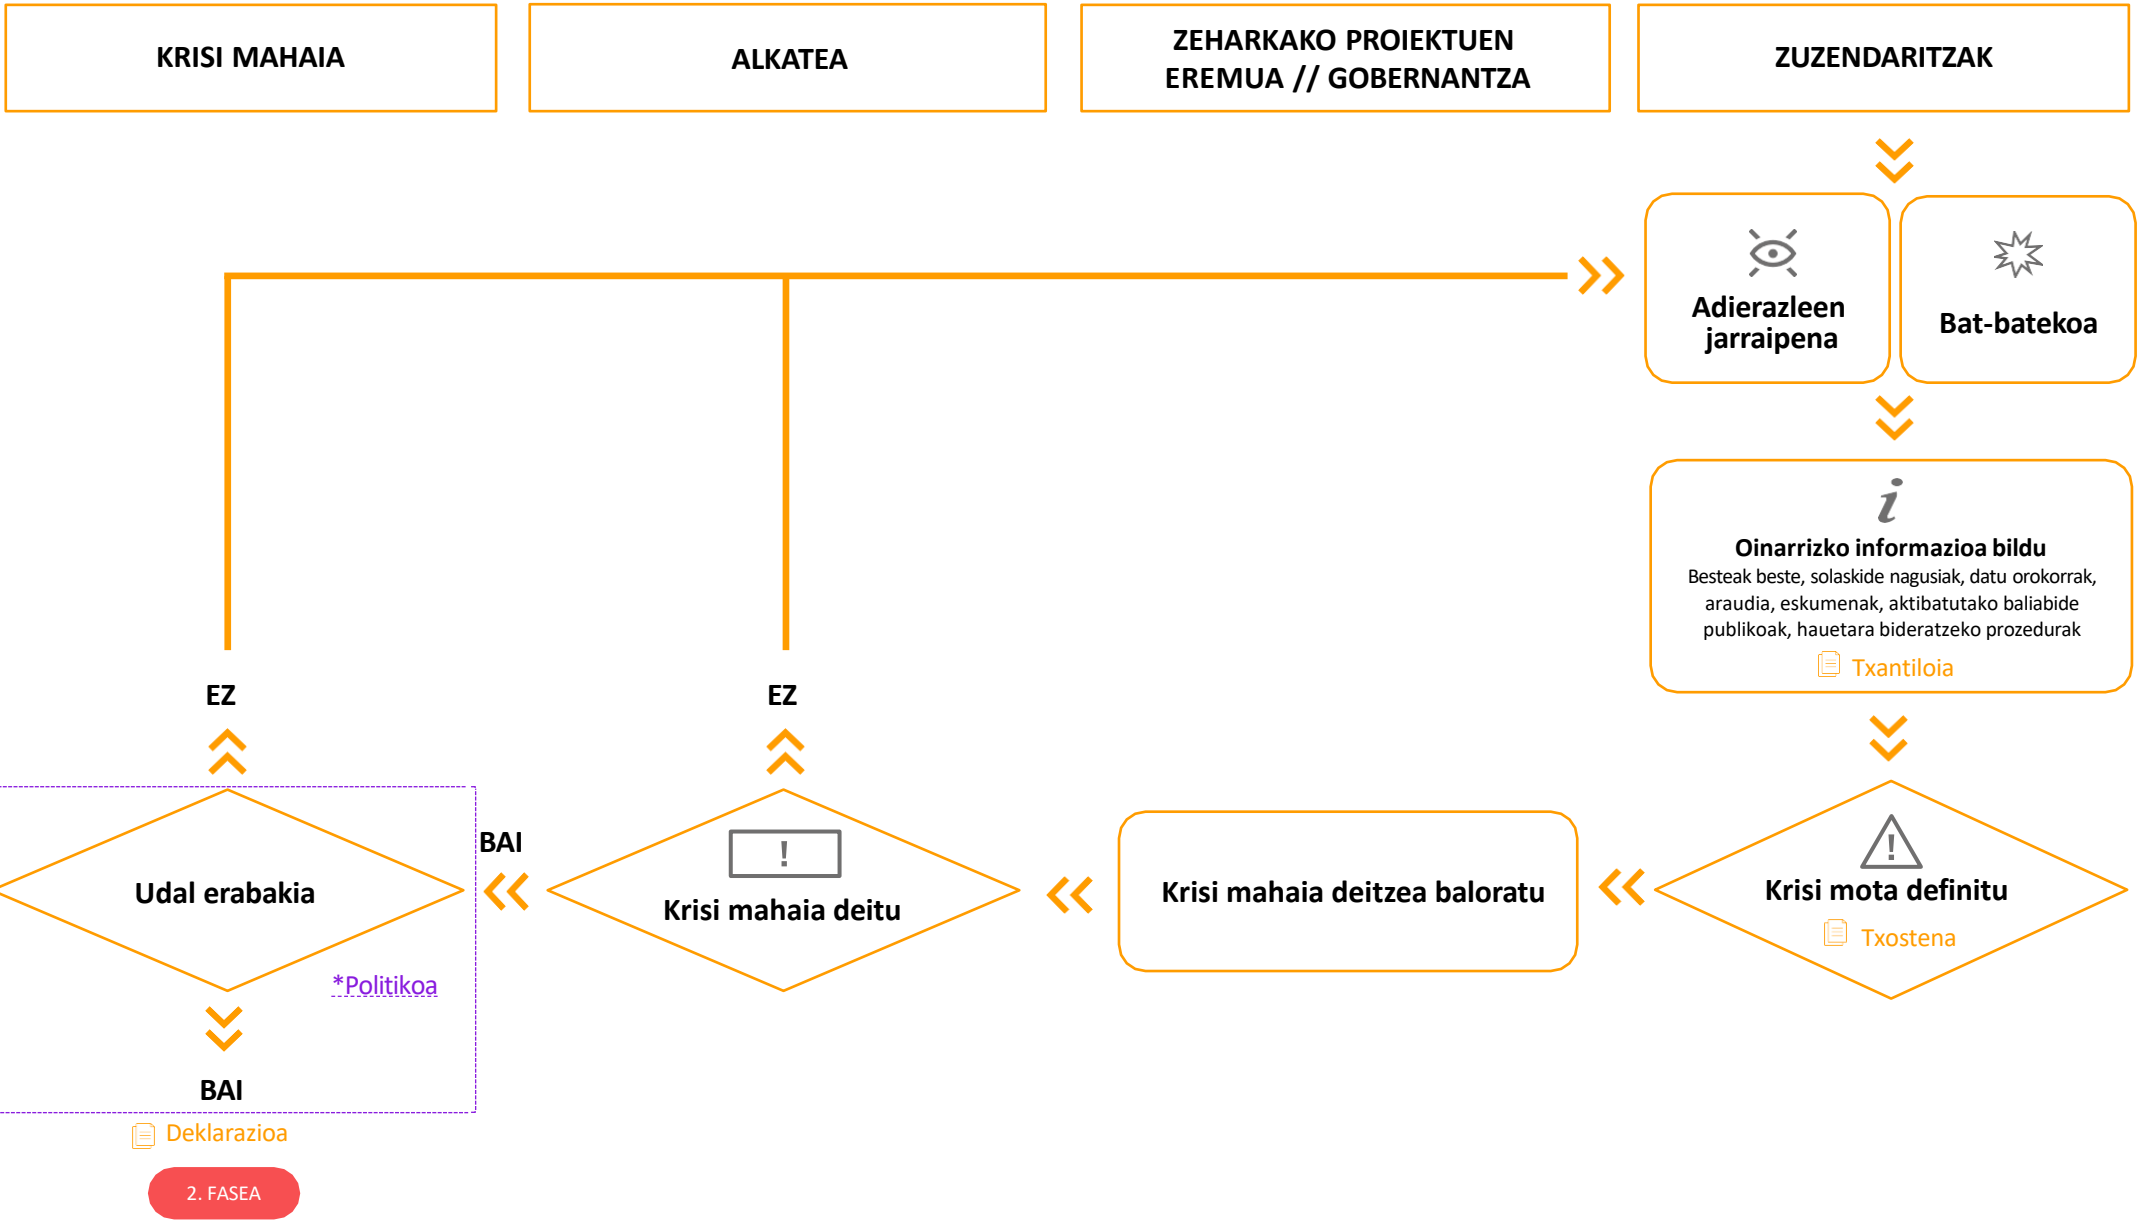 KRISI MAHAIA
ALKATEA
ZEHARKAKO PROIEKTUEN
EREMUA // GOBERNANTZA
ZUZENDARITZAK
Adierazleen
jarraipena
Bat-batekoa
i
Oinarrizko informazioa bildu
Besteak beste, solaskide nagusiak, datu orokorrak,
araudia, eskumenak, aktibatutako baliabide
publikoak, hauetara bideratzeko prozedurak
Txantiloia
EZ
EZ
!
Krisi mota definitu
Txostena
Krisi mahaia deitzea baloratu
!
Krisi mahaia deitu
BAI
Udal erabakia
*Politikoa
BAI
Deklarazioa
2. FASEA